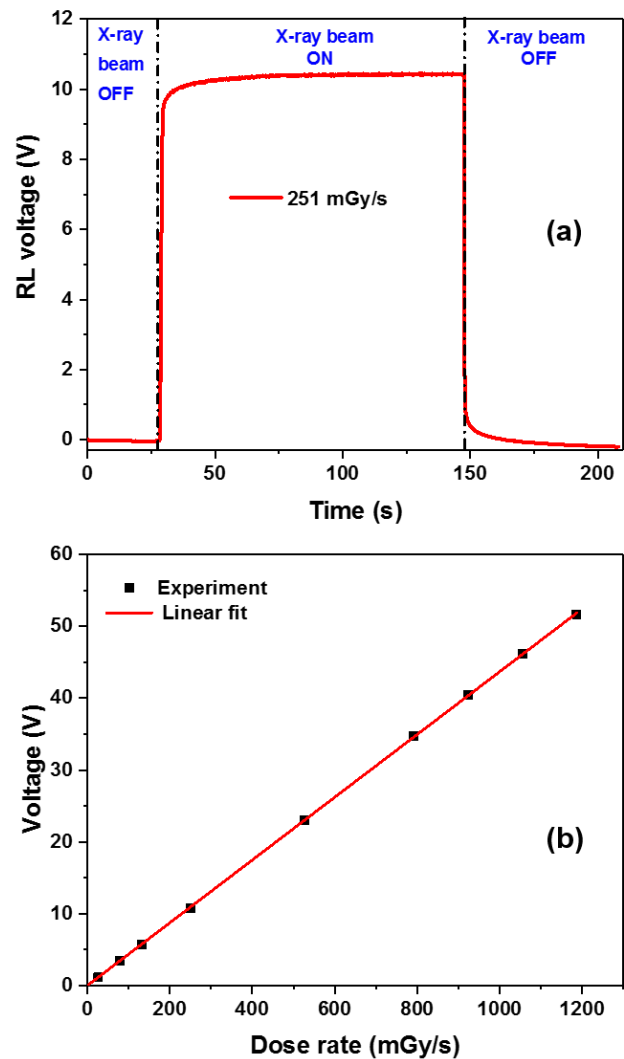 12
X-ray
beam
OFF
X-ray beam
ON
X-ray beam
OFF
10
8
6
4
2
0
RL voltage (V)
251 mGy/s
(a)
0
50
100
150
200
Time (s)
60
50
40
30
20
10
0
Voltage (V)
Experiment
Linear fit
(b)
0
200
400
600
800
1000
1200
Dose rate (mGy/s)